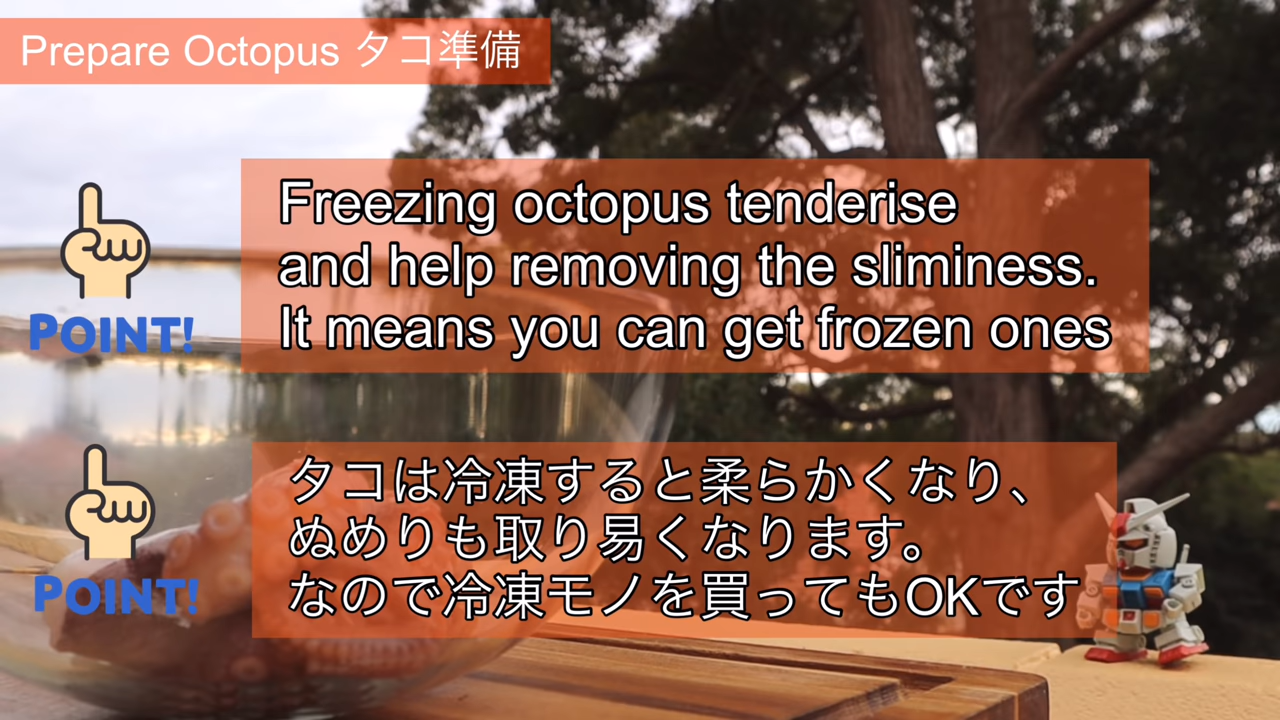 Prepare Octopus タコ準備
Freezing octopus tenderise
and help removing the sliminess.
It means you can get frozen ones
POINT!
タコは冷凍すると柔らかくなり、
ぬめりも取り易くなります。
なので冷凍モノを買ってもOKです
POINT!